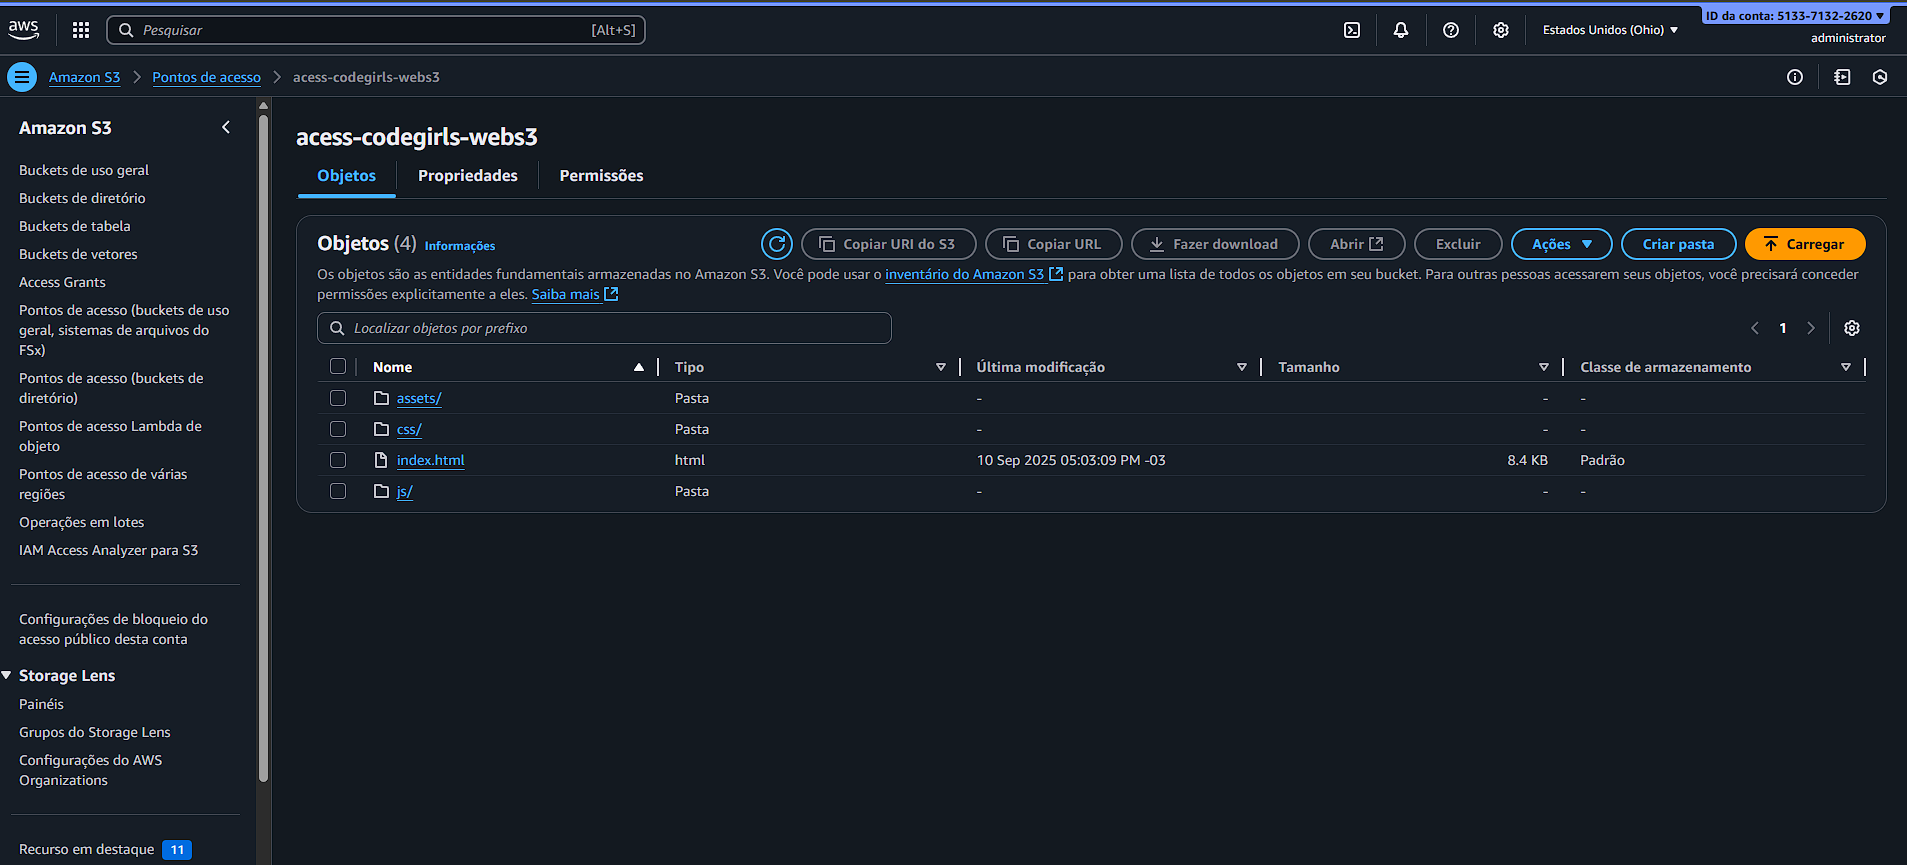 aws
Pesquisar [Alt+S]
Estados Unidos (Ohio)
ID da conta: 5133-7132-2620
administrator
Amazon S3
Pontos de acesso
acess-codegirls-webs3
Amazon S3
Buckets de uso geral
Buckets de diretório
Buckets de tabela
Buckets de vetores
Access Grants
Pontos de acesso (buckets de uso
geral, sistemas de arquivos do
FSx)
Pontos de acesso (buckets de
diretório)
Pontos de acesso Lambda de
objeto
Pontos de acesso de várias
regiões
Operações em lotes
IAM Access Analyzer para S3
Configurações de bloqueio do
acesso público desta conta
Storage Lens
Painéis
Grupos do Storage Lens
Configurações do AWS
Organizations
Recurso em destaque 11
acess-codegirls-webs3
Objetos Propriedades Permissões
Objetos (4) Informações
Copiar URI do S3 Copiar URL Fazer download Abrir Excluir Ações Criar pasta Carregar
Os objetos são as entidades fundamentais armazenadas no Amazon S3. Você pode usar o inventário do Amazon S3 para obter uma lista de todos os objetos em seu bucket. Para outras pessoas acessarem seus objetos, você precisará conceder
permissões explicitamente a eles. Saiba mais
Localizar objetos por prefixo
1
Nome Tipo Última modificação Tamanho Classe de armazenamento
assets/ Pasta - - -
css/ Pasta - - -
index.html html 10 Sep 2025 05:03:09 PM -03 8.4 KB Padrão
js/ Pasta - - -